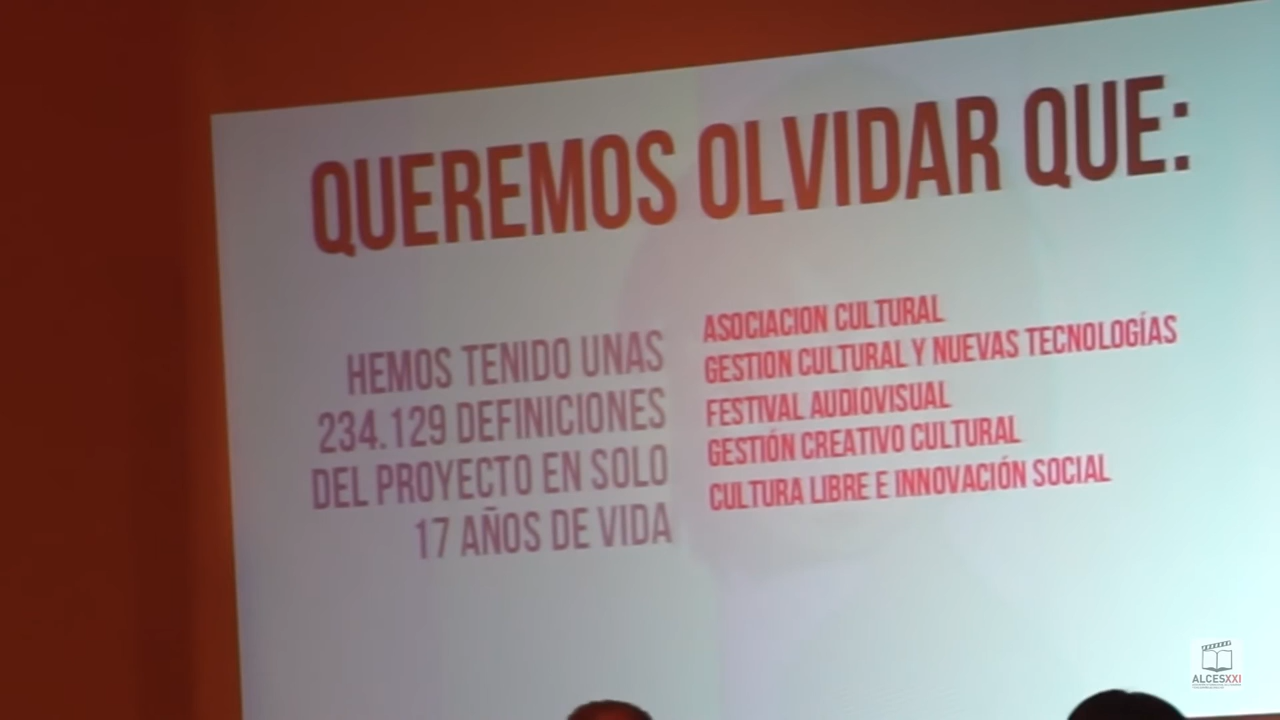 QUEREMOS OLVIDAR QUE:
HEMOS TENIDO UNAS
234.129 DEFINICIONES
DEL PROYECTO EN SOLO
17 AÑOS DE VIDA
ASOCIACION CULTURAL
GESTION CULTURAL Y NUEVAS TECNOLOGÍAS
FESTIVAL AUDIOVISUAL
GESTIÓN CREATIVO CULTURAL
CULTURA LIBRE E INNOVACIÓN SOCIAL
ALCESXXI